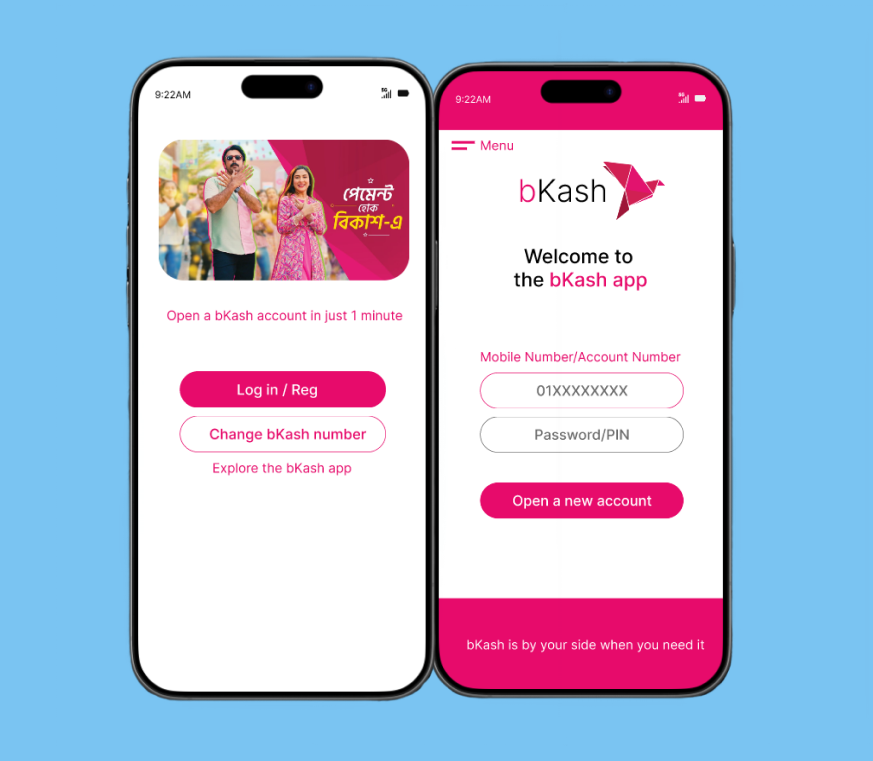 9:22AM
5G
পেমেন্ট
হোক
বিকাশ-এ
Open a bKash account in just 1 minute
Log in / Reg
Change bKash number
Explore the bKash app
9:22AM
5G
Menu
bKash
Welcome to
the bKash app
Mobile Number/Account Number
01XXXXXXXX
Password/PIN
Open a new account
bKash is by your side when you need it